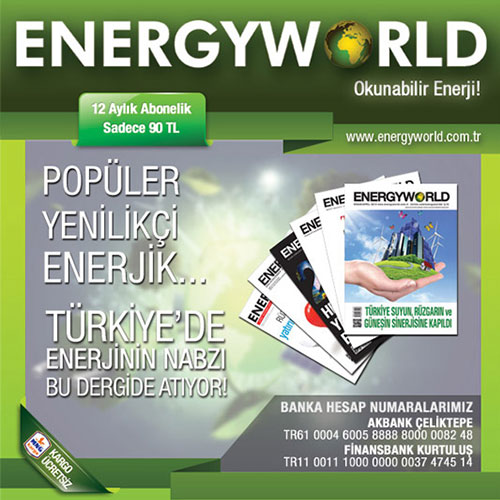 ENERGYWORLD
Okunabilir Enerji!
12 Aylık Abonelik
Sadece 90 TL
www.energyworld.com.tr
POPÜLER
YENİLİKÇİ
ENERJİK...
TÜRKİYE'DE
ENERJİNİN NABZI
BU DERGİDE ATIYOR!
ENERGYWORLD
TÜRKİYE SUYUN, RÜZGARIN ve
GÜNEŞİN SİNERJİSİNE KAPILDI
BANKA HESAP NUMARALARIMIZ
AKBANK ÇELİKTEPE
TR61 0004 6005 8888 8000 0082 48
FİNANSBANK KURTULUŞ
TR11 0011 1000 0000 0037 4745 14
MNG
KARGO
ÜCRETSİZ